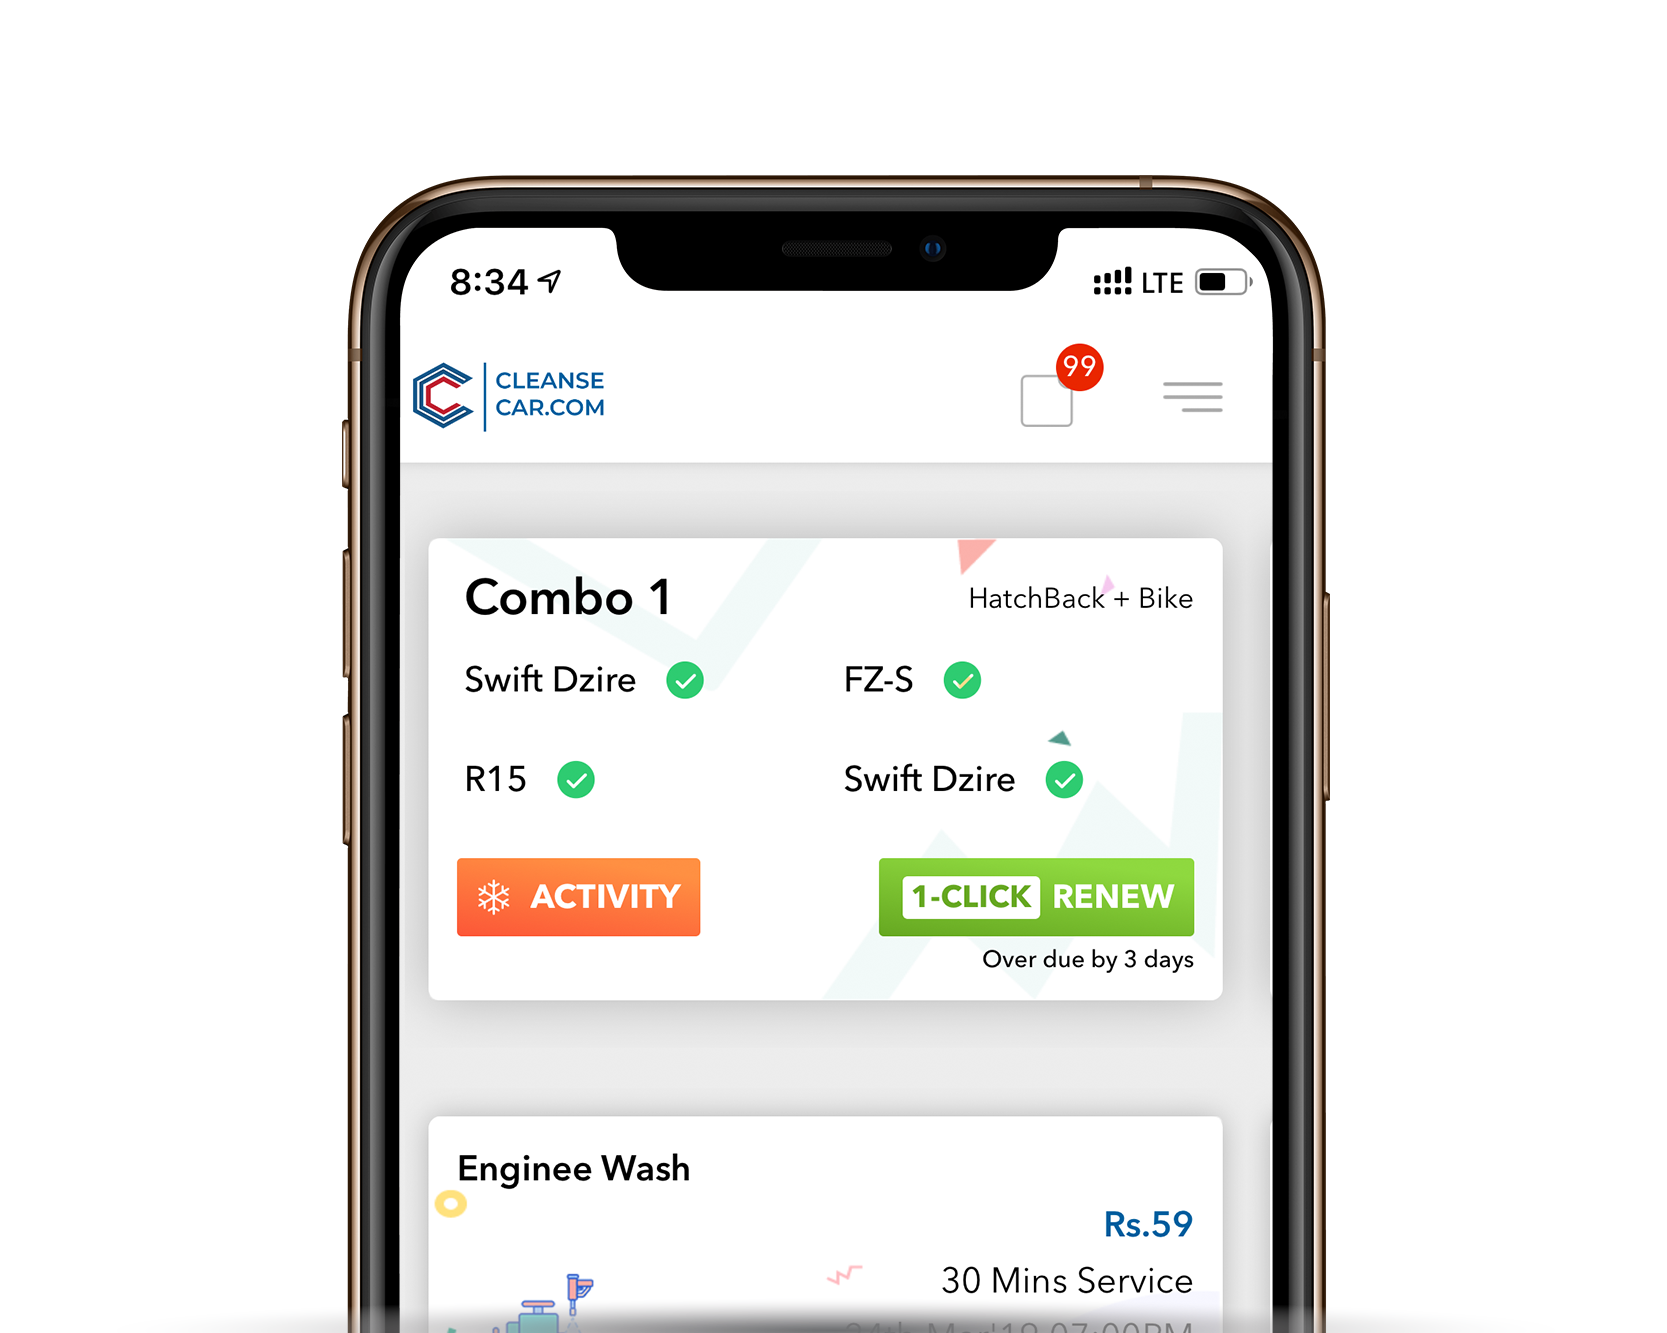 8:34 LTE
99
CLEANSE
CAR.COM
Combo 1 HatchBack + Bike
Swift Dzire FZ-S
R15 Swift Dzire
ACTIVITY 1-CLICK RENEW
Over due by 3 days
Enginee Wash
Rs.59
30 Mins Service